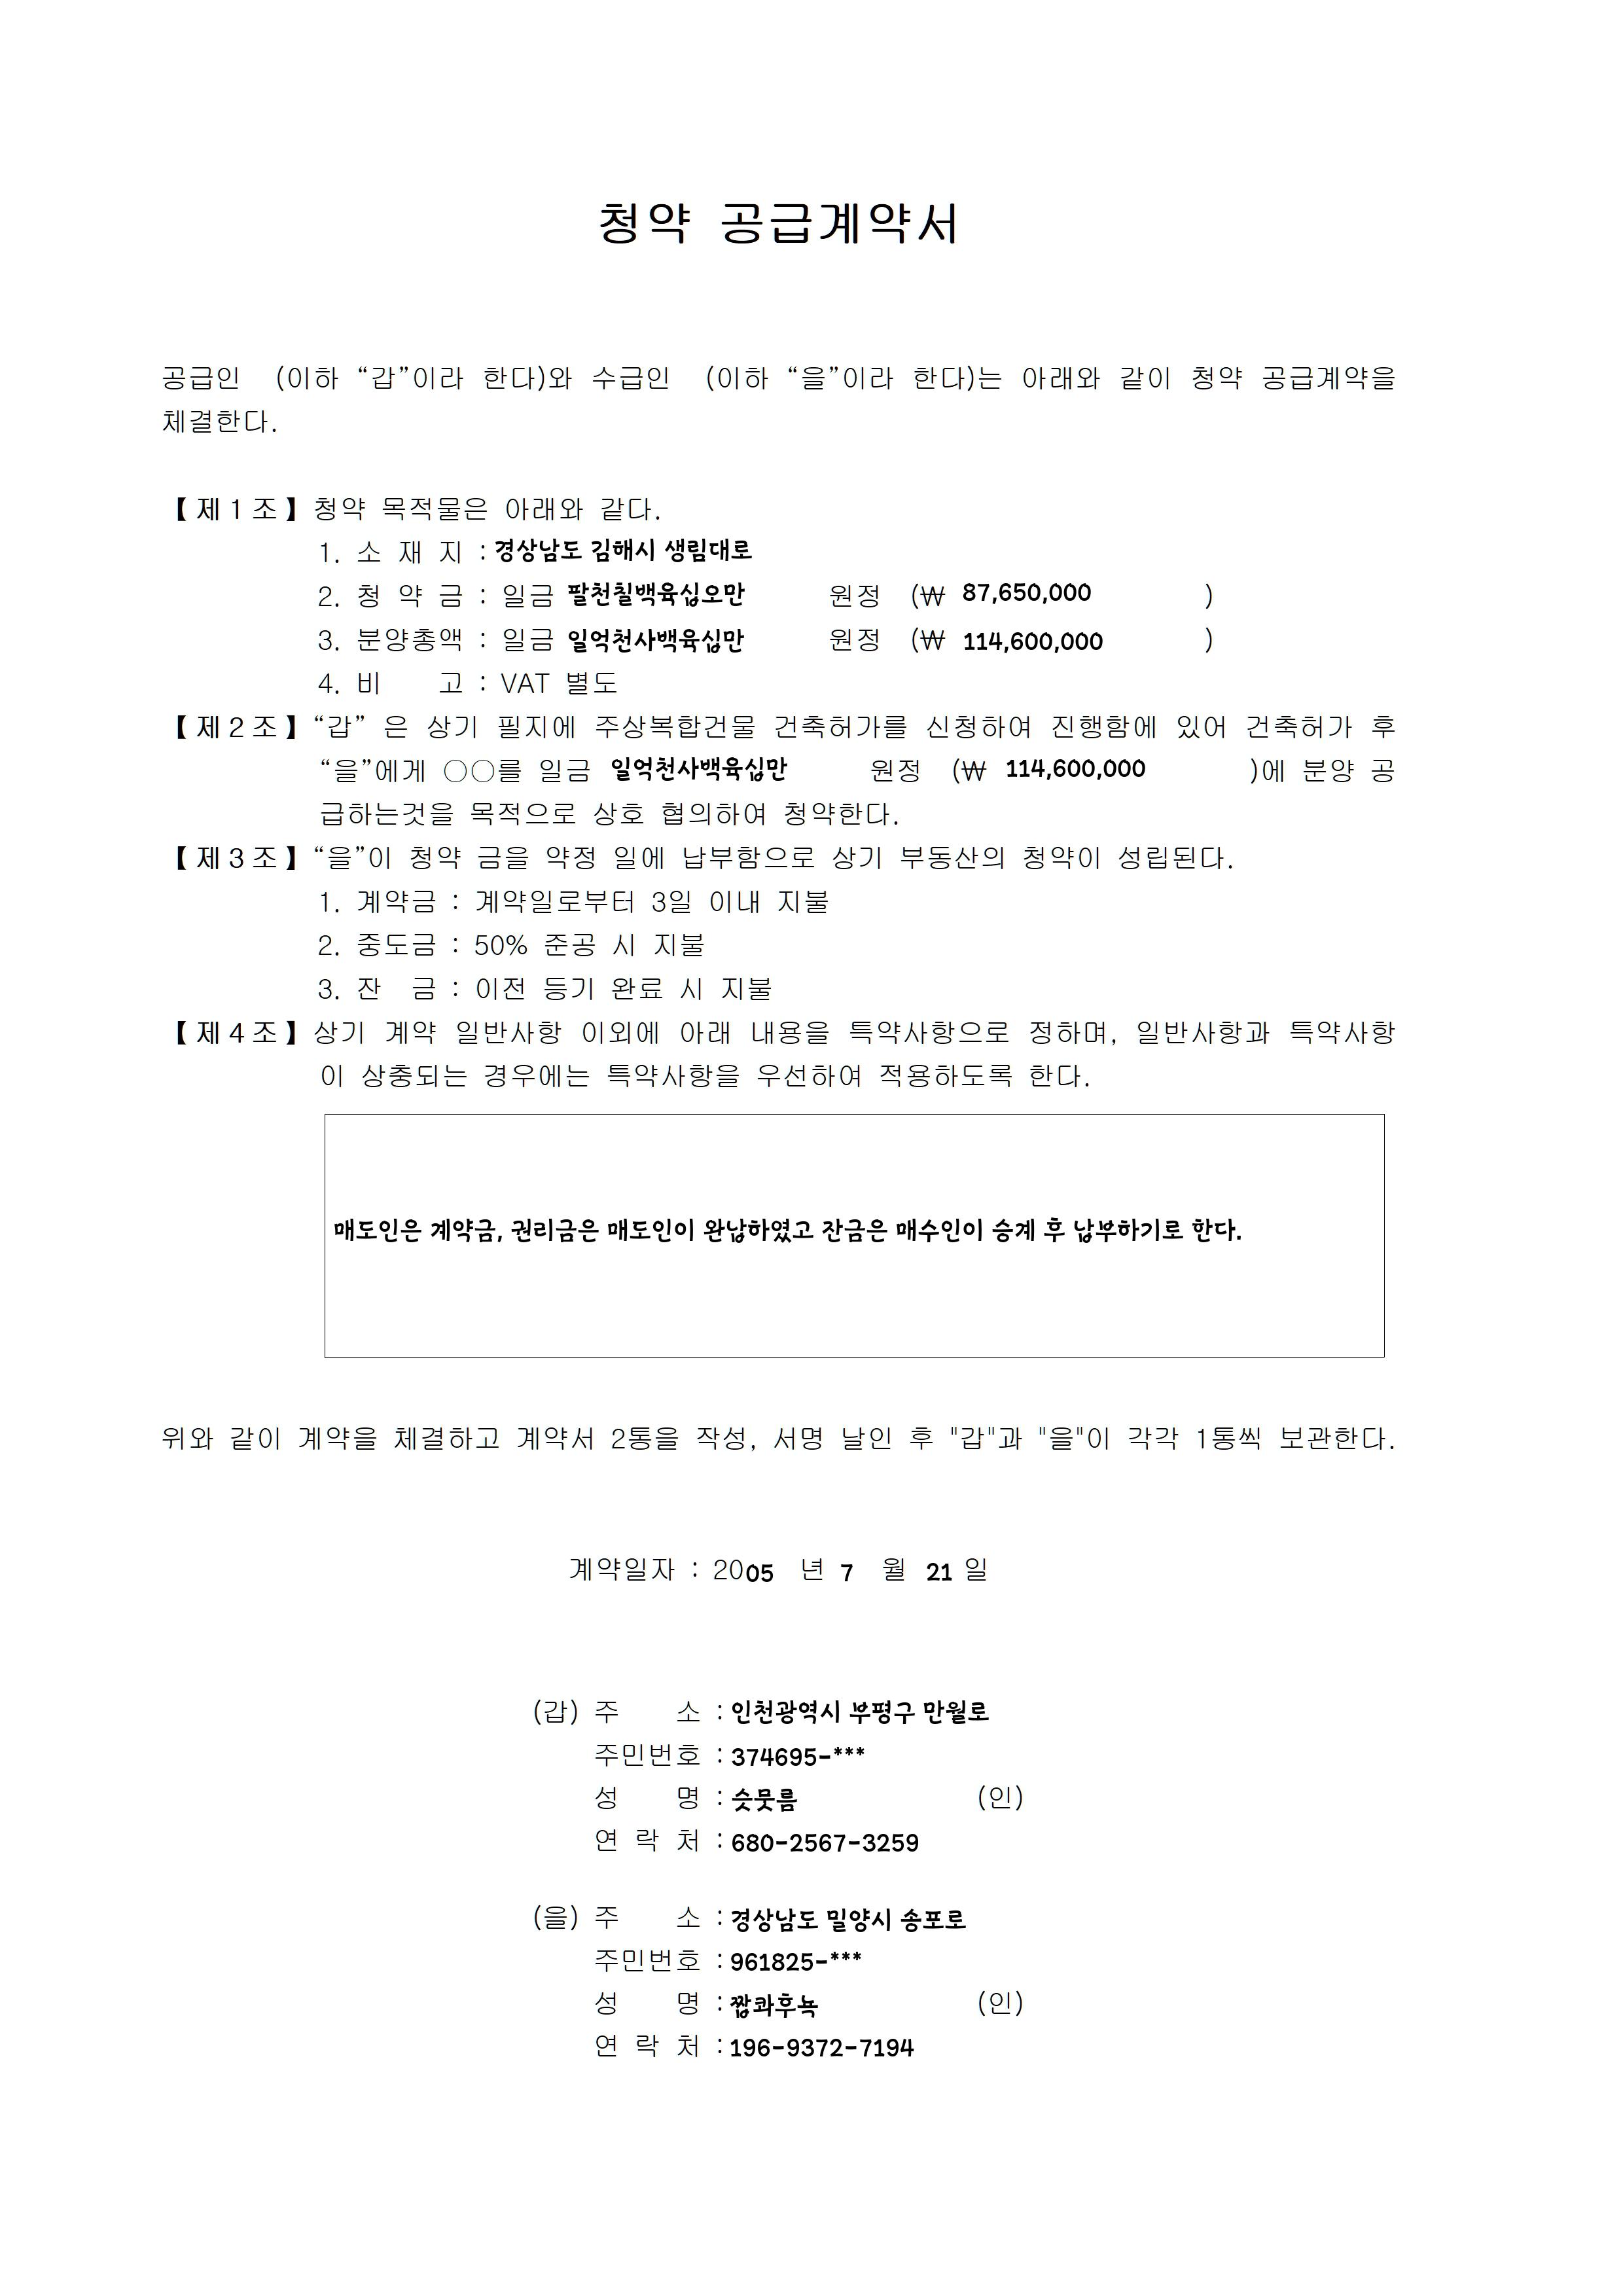 청약 공급계약서
공급인 (이하 “갑”이라 한다)와 수급인 (이하 “을”이라 한다)는 아래와 같이 청약 공급계약을
체결한다.
【제1조】청약 목적물은 아래와 같다.
1. 소 재 지 : 경상남도 김해시 생림대로
2. 청 약 금 : 일금 팔천칠백육십오만 원정 (₩ 87,650,000 )
3. 분양총액 : 일금 일억천사백육십만 원정 (₩ 114,600,000 )
4. 비 고 : VAT 별도
【제2조】“갑” 은 상기 필지에 주상복합건물 건축허가를 신청하여 진행함에 있어 건축허가 후
“을”에게 ○○를 일금 일억천사백육십만 원정 (₩ 114,600,000 )에 분양 공
급하는것을 목적으로 상호 협의하여 청약한다.
【제3조】“을”이 청약 금을 약정 일에 납부함으로 상기 부동산의 청약이 성립된다.
1. 계약금 : 계약일로부터 3일 이내 지불
2. 중도금 : 50% 준공 시 지불
3. 잔 금 : 이전 등기 완료 시 지불
【제4조】상기 계약 일반사항 이외에 아래 내용을 특약사항으로 정하며, 일반사항과 특약사항
이 상충되는 경우에는 특약사항을 우선하여 적용하도록 한다.
매도인은 계약금, 권리금은 매도인이 완납하였고 잔금은 매수인이 승계 후 납부하기로 한다.
위와 같이 계약을 체결하고 계약서 2통을 작성, 서명 날인 후 "갑"과 "을"이 각각 1통씩 보관한다.
계약일자 : 2005 년 7 월 21 일
(갑) 주 소 : 인천광역시 부평구 만월로
주민번호 : 374695-***
성 명 : 슷뭇름 (인)
연 락 처 : 680-2567-3259
(을) 주 소 : 경상남도 밀양시 송포로
주민번호 : 961825-***
성 명 : 짭콰후뇩 (인)
연 락 처 : 196-9372-7194